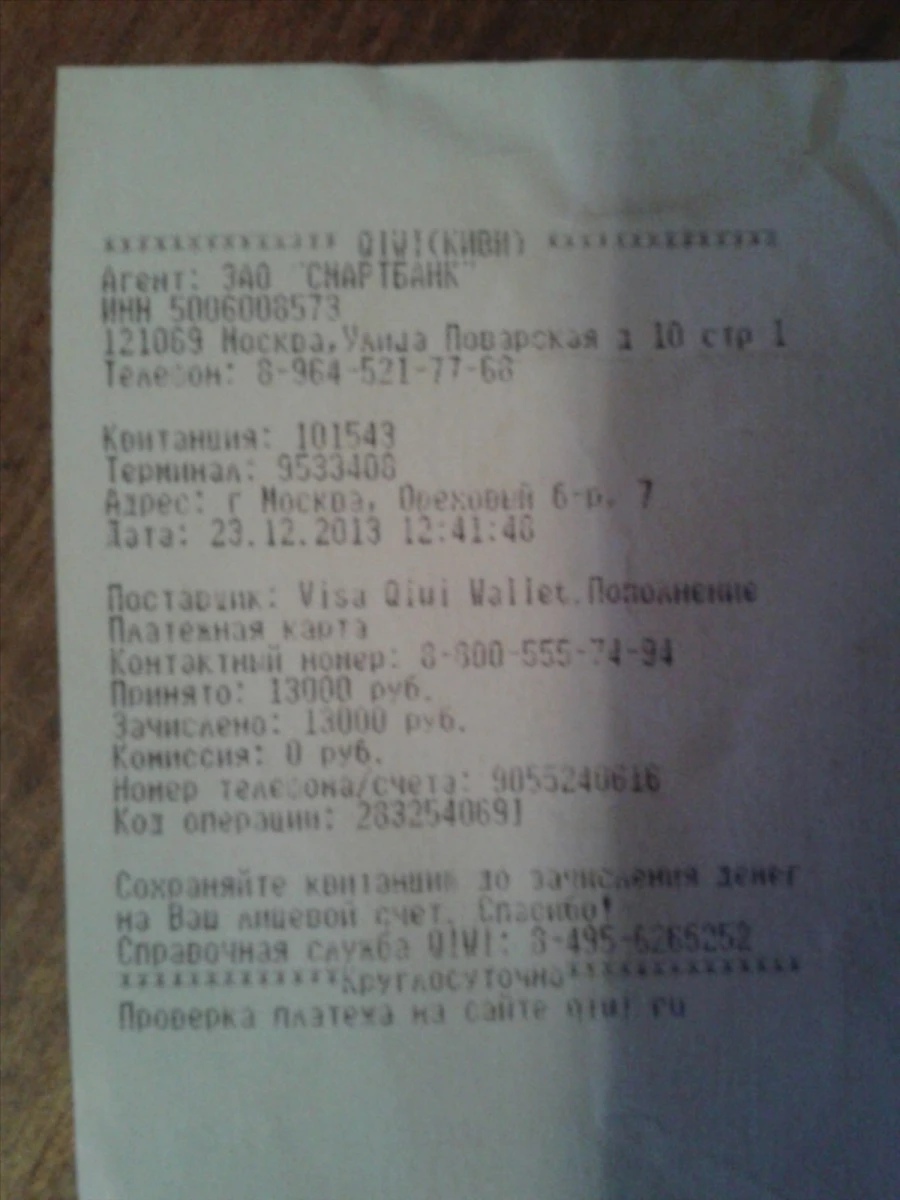 ************** QIWI(КИВИ) **************
Агент: ЗАО "СМАРТБАНК"
ИНН 5006008573
121069 Москва,Улица Поварская д 10 стр 1
Телефон: 8-964-521-77-68

Квитанция: 101543
Терминал: 9533408
Адрес: г Москва, Ореховый б-р, 7
Дата: 23.12.2013 12:41:48

Поставщик: Visa Qiwi Wallet.Пополнение
Платежная карта
Контактный номер: 8-800-555-74-94
Принято: 13000 руб.
Зачислено: 13000 руб.
Комиссия: 0 руб.
Номер телефона/счета: 9055240616
Код операции: 2832540691

Сохраняйте квитанцию до зачисления денег
на Ваш лицевой счет. Спасибо!
Справочная служба QIWI: 8-495-6265252
*************Круглосуточно**************
Проверка платежа на сайте qiwi.ru